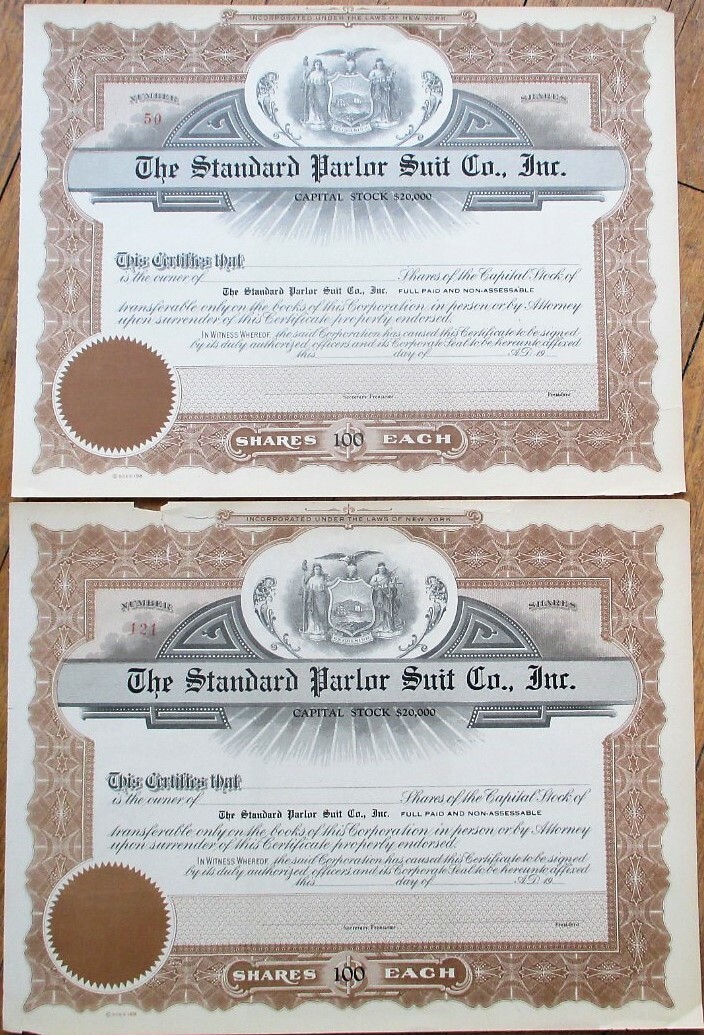 INCORPORATED UNDER THE LAWS OF NEW YORK
NUMBER
50
SHARES
EXCELSIOR
The Standard Parlor Suit Co., Inc.
CAPITAL STOCK $20,000
This Certifies that
is the owner of Shares of the Capital Stock of
The Standard Parlor Suit Co., Inc. FULL PAID AND NON-ASSESSABLE
transferable only on the books of this Corporation in person or by Attorney
upon surrender of this Certificate properly endorsed.
IN WITNESS WHEREOF, the said Corporation has caused this Certificate to be signed
by its duly authorized officers and its Corporate Seal to be hereunto affixed
this day of A.D. 19
Secretary-Treasurer President
SHARES 100 EACH
INCORPORATED UNDER THE LAWS OF NEW YORK
NUMBER
121
SHARES
EXCELSIOR
The Standard Parlor Suit Co., Inc.
CAPITAL STOCK $20,000
This Certifies that
is the owner of Shares of the Capital Stock of
The Standard Parlor Suit Co., Inc. FULL PAID AND NON-ASSESSABLE
transferable only on the books of this Corporation in person or by Attorney
upon surrender of this Certificate properly endorsed.
IN WITNESS WHEREOF, the said Corporation has caused this Certificate to be signed
by its duly authorized officers and its Corporate Seal to be hereunto affixed
this day of A.D. 19
Secretary-Treasurer President
SHARES 100 EACH